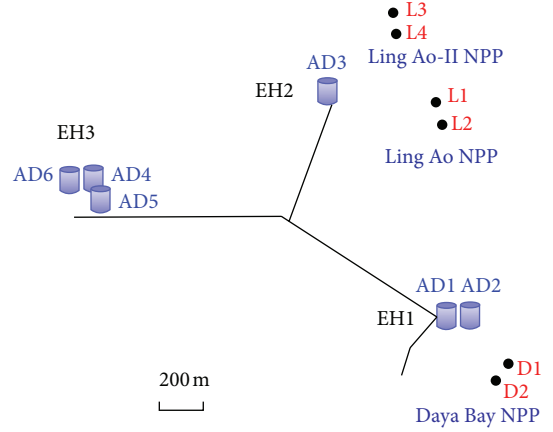 L3
L4
Ling Ao-II NPP
AD3
EH2
L1
L2
Ling Ao NPP
EH3
AD6
AD4
AD5
AD1 AD2
EH1
200 m
D1
D2
Daya Bay NPP